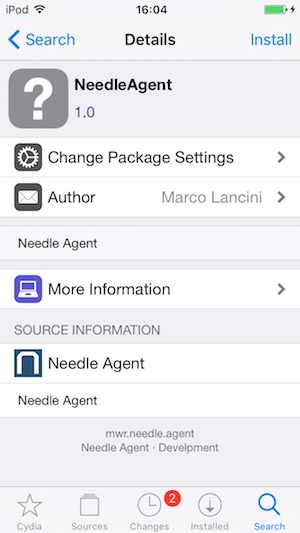 iPod 16:04
Search Details Install
?
NeedleAgent
1.0
Change Package Settings
Author Marco Lancini
Needle Agent
More Information
SOURCE INFORMATION
Needle Agent
Needle Agent
mwr.needle.agent
Needle Agent · Develpment
2
Cydia Sources Changes Installed Search